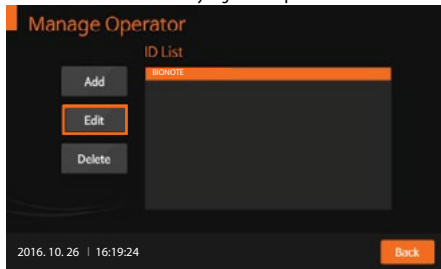 Manage Operator
ID List
BIONOTE
Add
Edit
Delete
2016. 10. 26 | 16:19:24
Back